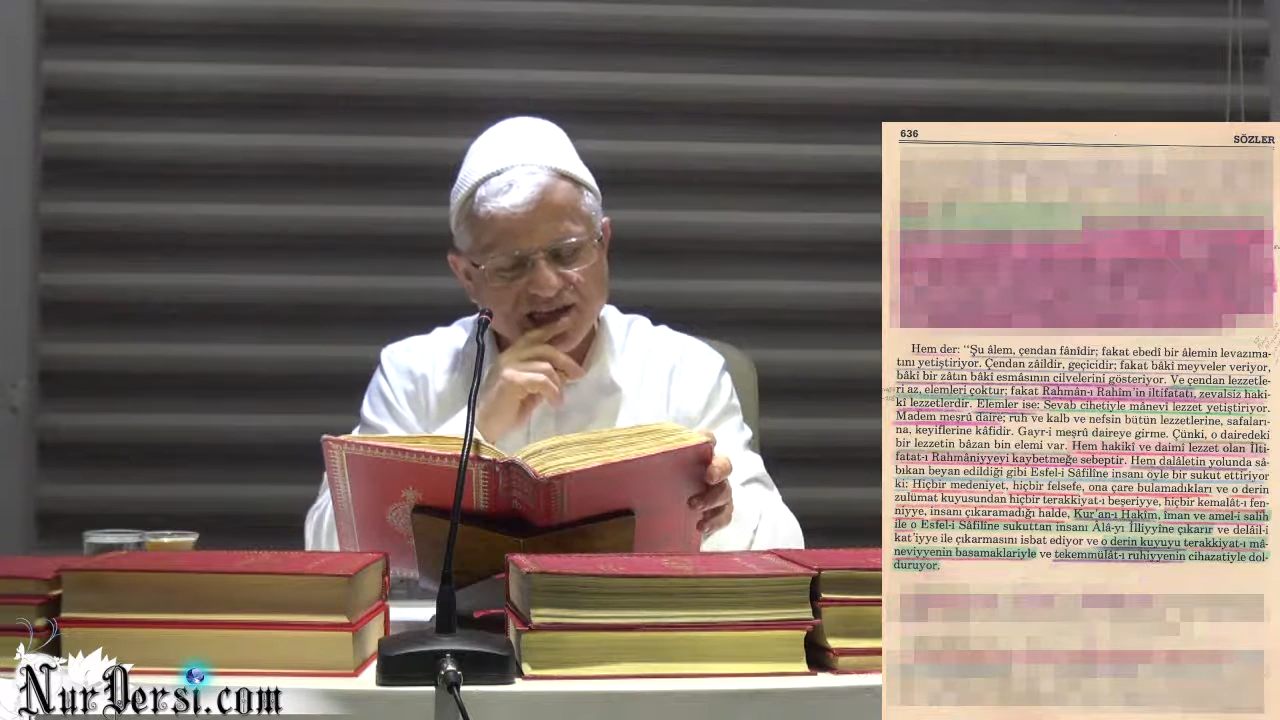 636
SÖZLER
Hem der: "Şu âlem, çendan fânîdir; fakat ebedî bir âlemin levazıma-
tını yetiştiriyor. Çendan zâildir, geçicidir; fakat bâki meyveler veriyor,
bâki bir zâtın bâki esmâsının cilvelerini gösteriyor. Ve çendan lezzetle-
ri az, elemleri çoktur; fakat Rahmân-ı Rahîm'in iltifatatı, zevalsiz haki-
ki lezzetlerdir. Elemler ise: Sevab cihetiyle mânevî lezzet yetiştiriyor.
Madem meşrû daire; ruh ve kalb ve nefsin bütün lezzetlerine, safaları-
na, keyiflerine kâfidir. Gayr-i meşrû daireye girme. Çünki, o dairedeki
bir lezzetin bâzan bin elemi var. Hem hakikî ve daimî lezzet olan İlti-
fatat-ı Rahmâniyyeyi kaybetmeğe sebeptir. Hem dalâletin yolunda sâ-
bıkan beyan edildiği gibi Esfel-i Sâfilîne insanı öyle bir sukut ettiriyor
ki: Hiçbir medeniyet, hiçbir felsefe, ona çare bulamadıkları ve o derin
zulümat kuyusundan hiçbir terakkiyat-ı beşeriyye, hiçbir kemalât-ı fen-
niyye, insanı çıkaramadığı halde, Kur'an-ı Hakîm, iman ve amel-i salih
ile o Esfel-i Sâfilîne sukuttan insanı Âlâ-yı İlliyyîne çıkarır ve delâil-i
kat'iyye ile çıkarmasını isbat ediyor ve o derin kuyuyu terakkiyat-ı mâ-
neviyyenin basamaklariyle ve tekemmülât-ı ruhiyyenin cihazatiyle dol-
duruyor.
NurDersi.com